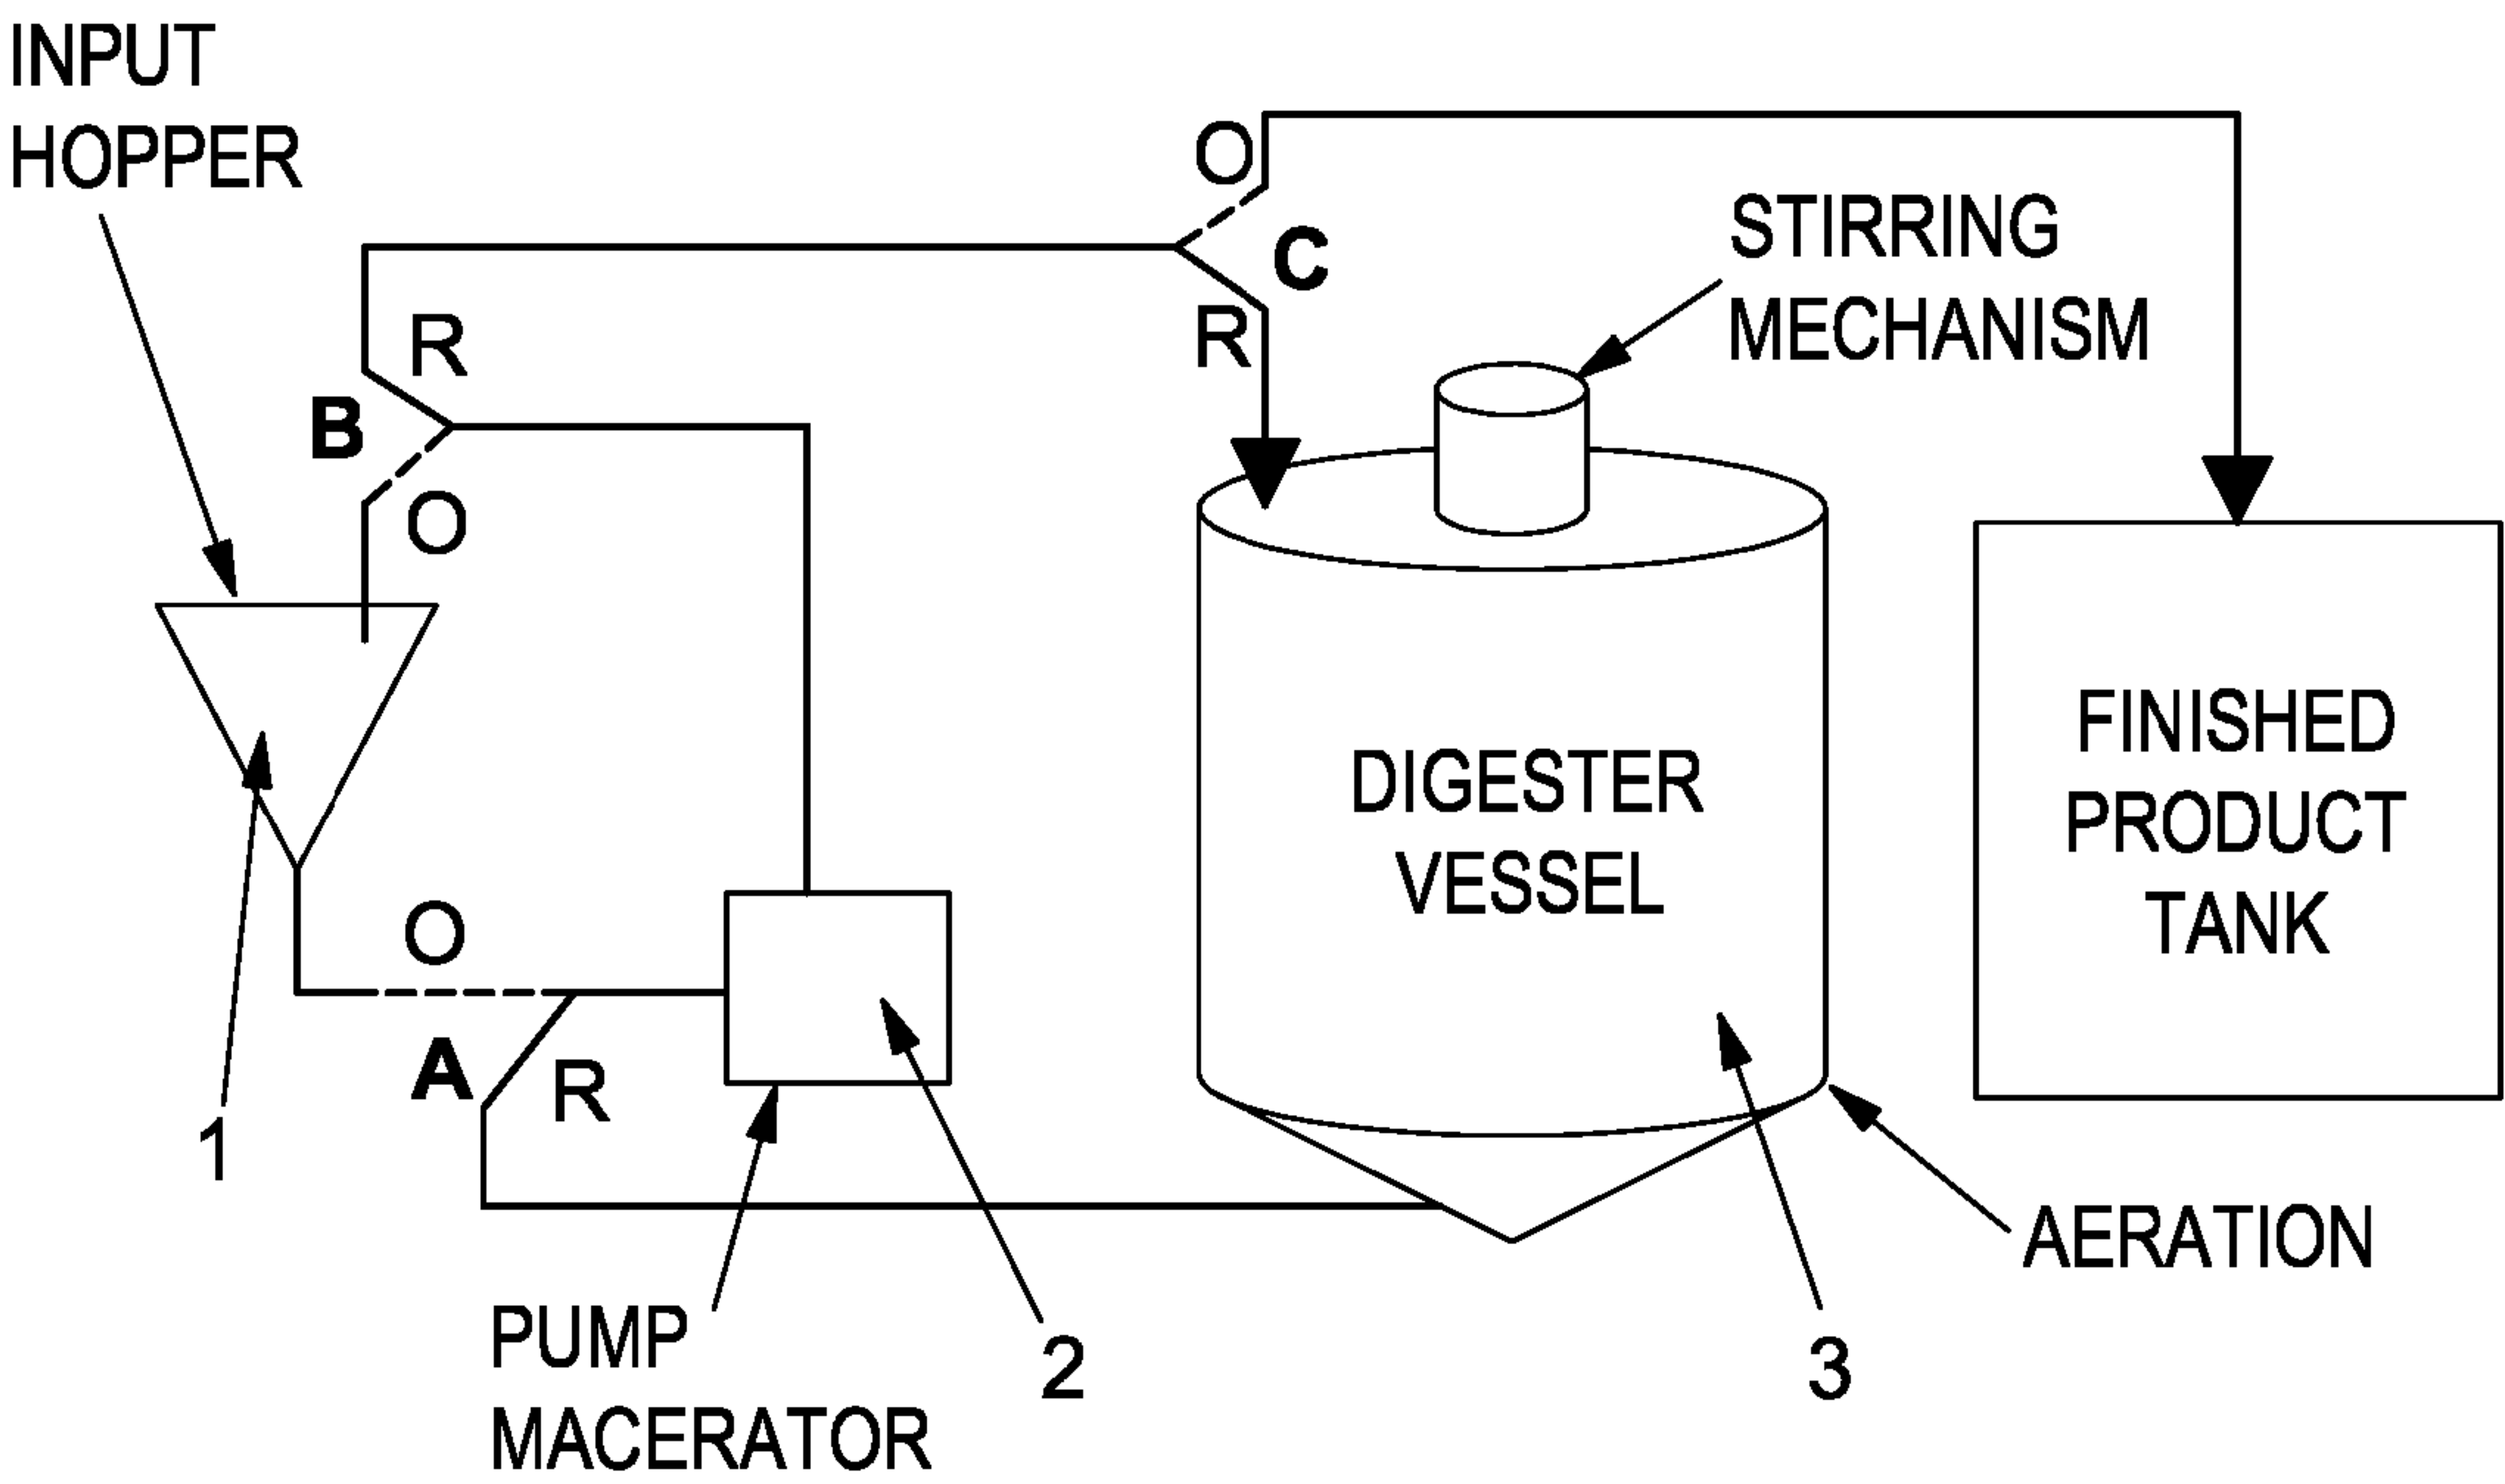 INPUT
HOPPER
O
C
R
STIRRING
MECHANISM
R
B
O
DIGESTER
VESSEL
FINISHED
PRODUCT
TANK
O
A
R
1
AERATION
PUMP
MACERATOR
2
3